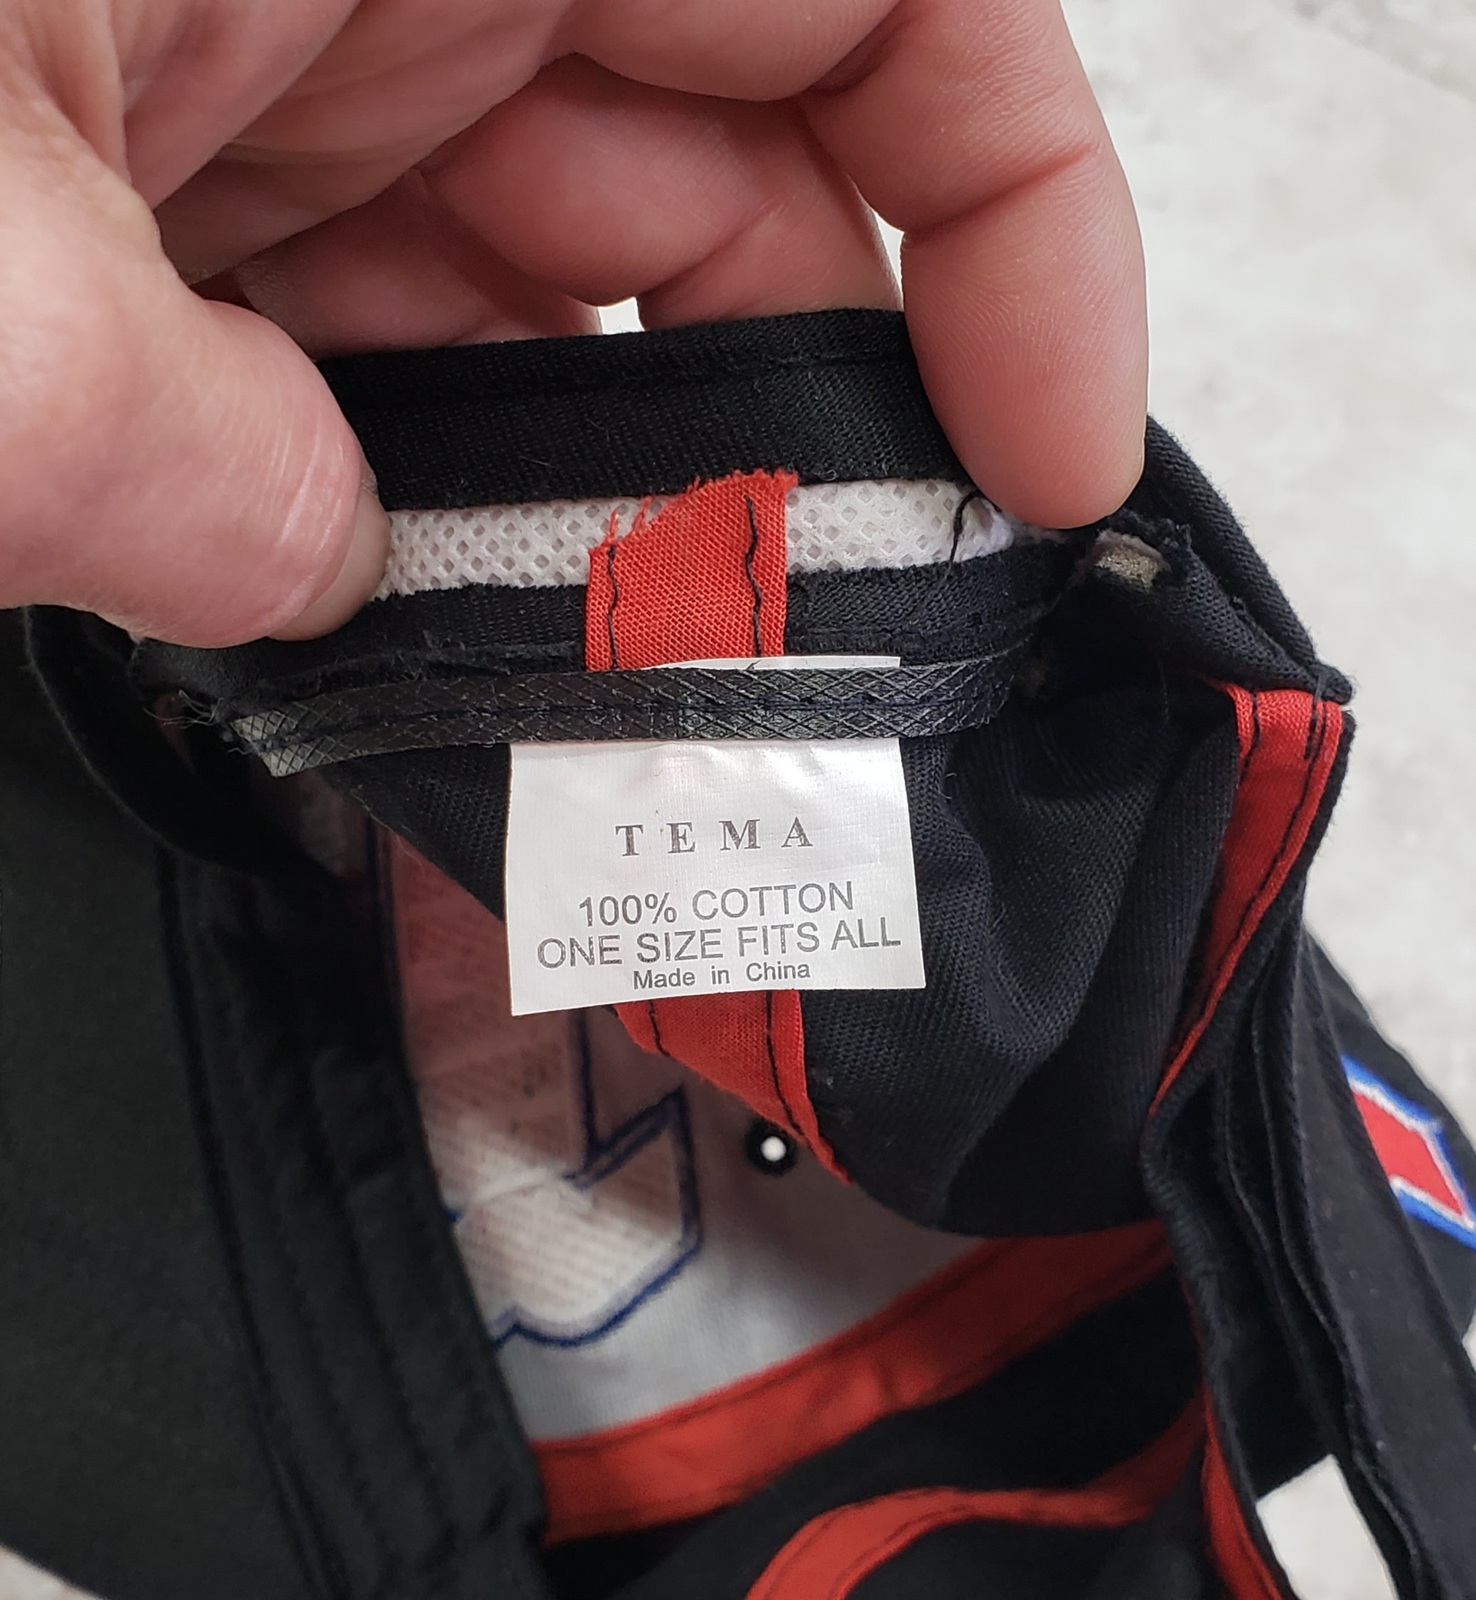 TEMA
100% COTTON
ONE SIZE FITS ALL
Made in China